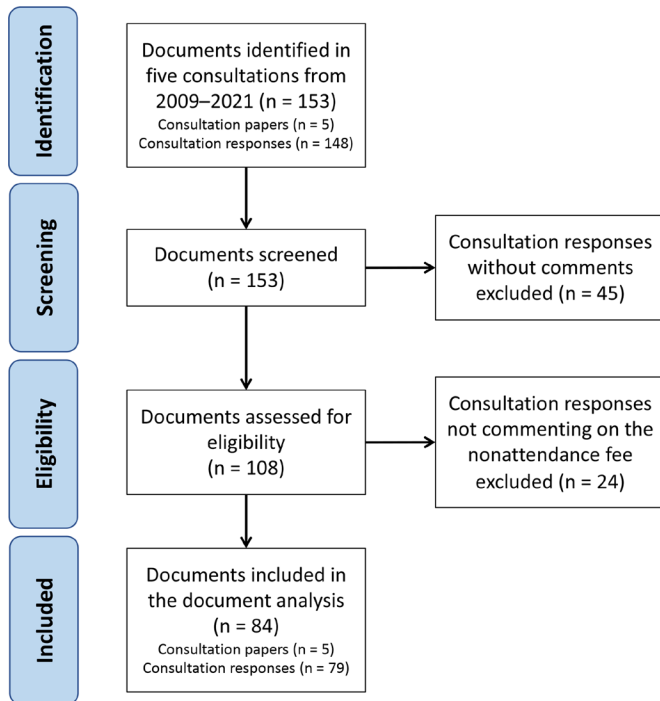 Identification
Documents identified in
five consultations from
2009–2021 (n = 153)
Consultation papers (n = 5)
Consultation responses (n = 148)
Screening
Documents screened
(n = 153)
Consultation responses
without comments
excluded (n = 45)
Eligibility
Documents assessed for
eligibility
(n = 108)
Consultation responses
not commenting on the
nonattendance fee
excluded (n = 24)
Included
Documents included in
the document analysis
(n = 84)
Consultation papers (n = 5)
Consultation responses (n = 79)